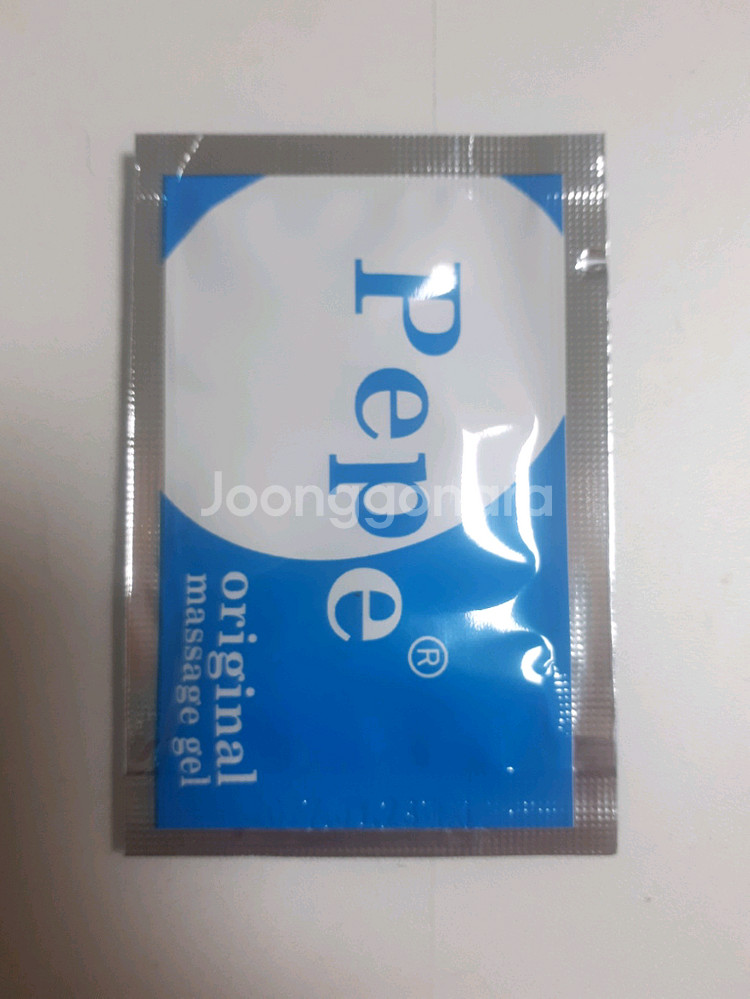 Pepe®
original
massage gel
Joonggonara